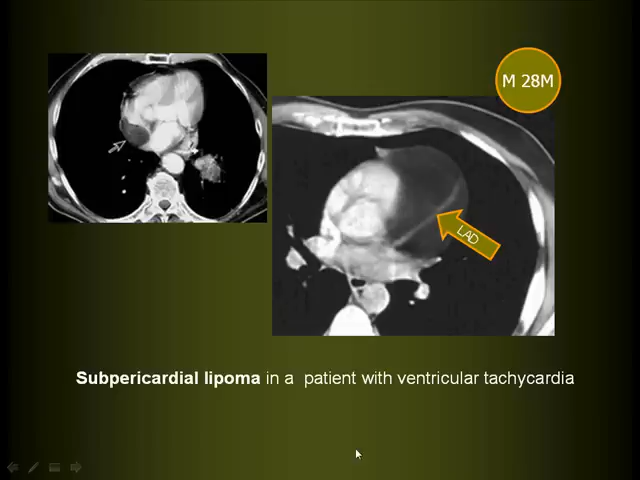 M 28M
LAD
Subpericardial lipoma in a patient with ventricular tachycardia